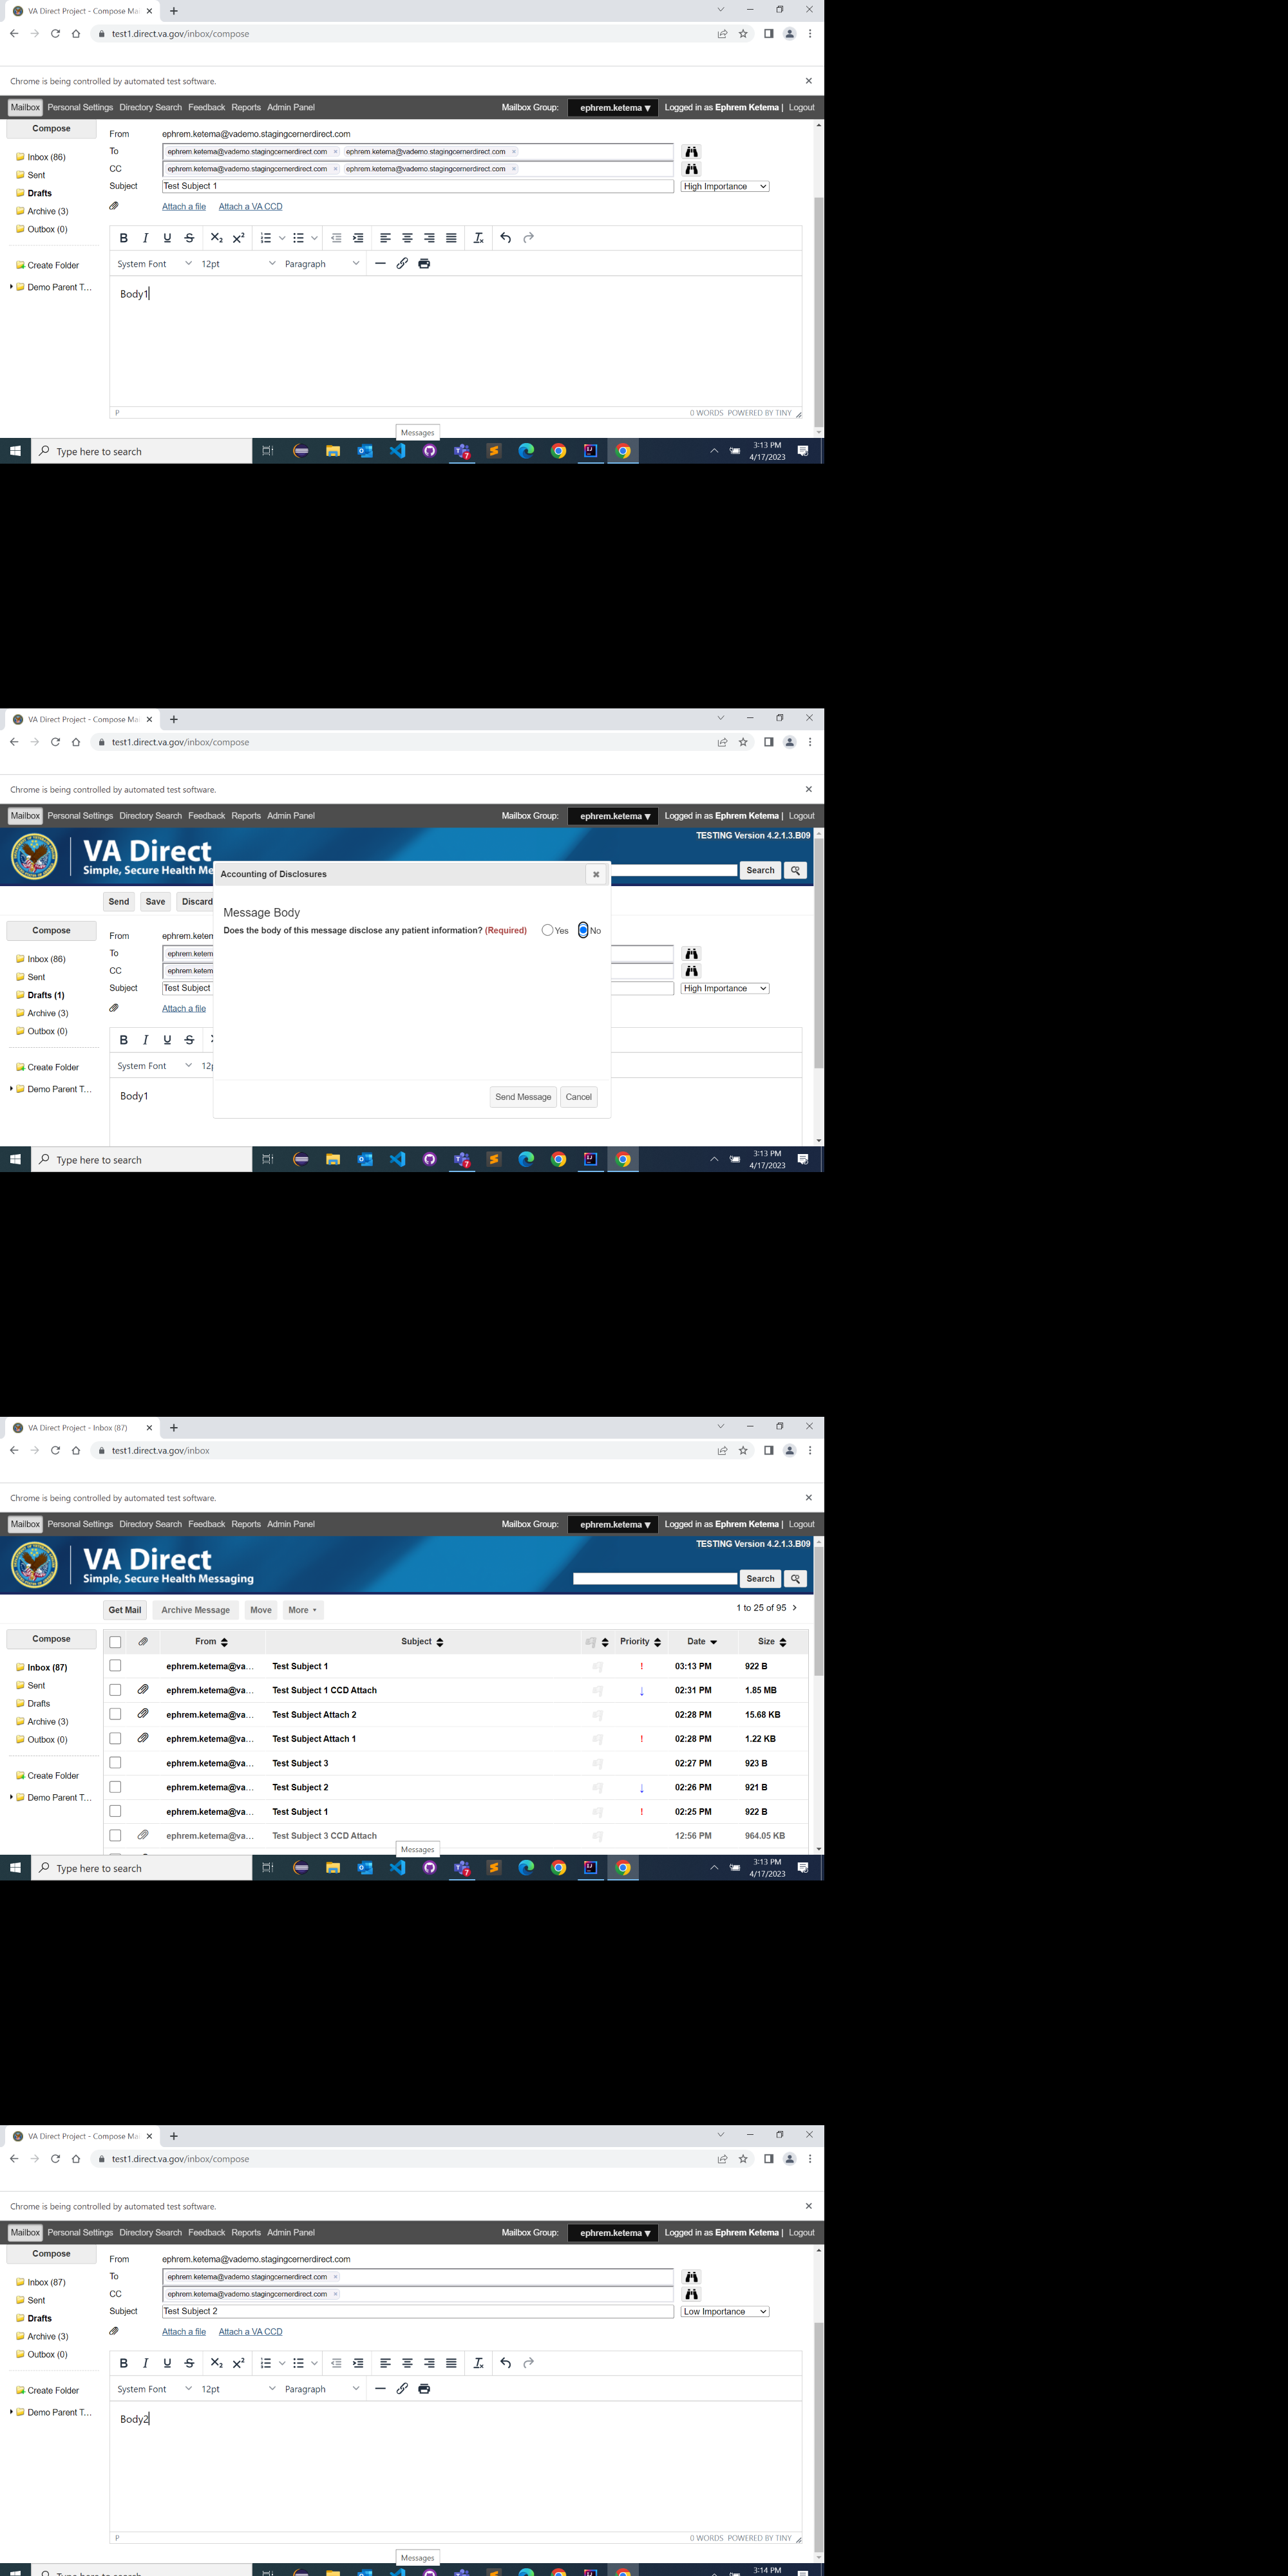 VA Direct Project - Compose Ma
test1.direct.va.gov/inbox/compose
Chrome is being controlled by automated test software.
Mailbox Personal Settings Directory Search Feedback Reports Admin Panel Mailbox Group: ephrem.ketema ▼ Logged in as Ephrem Ketema | Logout
Compose
From ephrem.ketema@vademo.stagingcernerdirect.com
Inbox (86)
To ephrem.ketema@vademo.stagingcernerdirect.com × ephrem.ketema@vademo.stagingcernerdirect.com ×
Sent
CC ephrem.ketema@vademo.stagingcernerdirect.com × ephrem.ketema@vademo.stagingcernerdirect.com ×
Drafts
Subject Test Subject 1 High Importance
Archive (3)
Attach a file Attach a VA CCD
Outbox (0)
B I U S X₂ X²
Create Folder
System Font 12pt Paragraph
Demo Parent T...
Body1
P 0 WORDS POWERED BY TINY
Messages
Type here to search
3:13 PM
4/17/2023
VA Direct Project - Compose Ma
test1.direct.va.gov/inbox/compose
Chrome is being controlled by automated test software.
Mailbox Personal Settings Directory Search Feedback Reports Admin Panel Mailbox Group: ephrem.ketema ▼ Logged in as Ephrem Ketema | Logout
TESTING Version 4.2.1.3.B09
VA Direct
Simple, Secure Health Me
Search
Accounting of Disclosures
Send Save Discard
Message Body
Does the body of this message disclose any patient information? (Required) Yes No
Compose
From ephrem.ketem
Inbox (86)
To ephrem.ketem
Sent
CC ephrem.ketem
Drafts (1)
Subject Test Subject High Importance
Archive (3)
Attach a file
Outbox (0)
B I U S
Create Folder
System Font 12p
Demo Parent T...
Body1
Send Message Cancel
Type here to search
3:13 PM
4/17/2023
VA Direct Project - Inbox (87)
test1.direct.va.gov/inbox
Chrome is being controlled by automated test software.
Mailbox Personal Settings Directory Search Feedback Reports Admin Panel Mailbox Group: ephrem.ketema ▼ Logged in as Ephrem Ketema | Logout
TESTING Version 4.2.1.3.B09
VA Direct
Simple, Secure Health Messaging
Search
Get Mail Archive Message Move More 1 to 25 of 95
Compose
From Subject Priority Date Size
Inbox (87)
ephrem.ketema@va... Test Subject 1 ! 03:13 PM 922 B
Sent
ephrem.ketema@va... Test Subject 1 CCD Attach ↓ 02:31 PM 1.85 MB
Drafts
ephrem.ketema@va... Test Subject Attach 2 02:28 PM 15.68 KB
Archive (3)
ephrem.ketema@va... Test Subject Attach 1 ! 02:28 PM 1.22 KB
Outbox (0)
ephrem.ketema@va... Test Subject 3 02:27 PM 923 B
Create Folder
ephrem.ketema@va... Test Subject 2 ↓ 02:26 PM 921 B
Demo Parent T...
ephrem.ketema@va... Test Subject 1 ! 02:25 PM 922 B
ephrem.ketema@va... Test Subject 3 CCD Attach 12:56 PM 964.05 KB
Messages
Type here to search
3:13 PM
4/17/2023
VA Direct Project - Compose Ma
test1.direct.va.gov/inbox/compose
Chrome is being controlled by automated test software.
Mailbox Personal Settings Directory Search Feedback Reports Admin Panel Mailbox Group: ephrem.ketema ▼ Logged in as Ephrem Ketema | Logout
Compose
From ephrem.ketema@vademo.stagingcernerdirect.com
Inbox (87)
To ephrem.ketema@vademo.stagingcernerdirect.com ×
Sent
CC ephrem.ketema@vademo.stagingcernerdirect.com ×
Drafts
Subject Test Subject 2 Low Importance
Archive (3)
Attach a file Attach a VA CCD
Outbox (0)
B I U S X₂ X²
Create Folder
System Font 12pt Paragraph
Demo Parent T...
Body2
P 0 WORDS POWERED BY TINY
Messages
Type here to search
3:14 PM